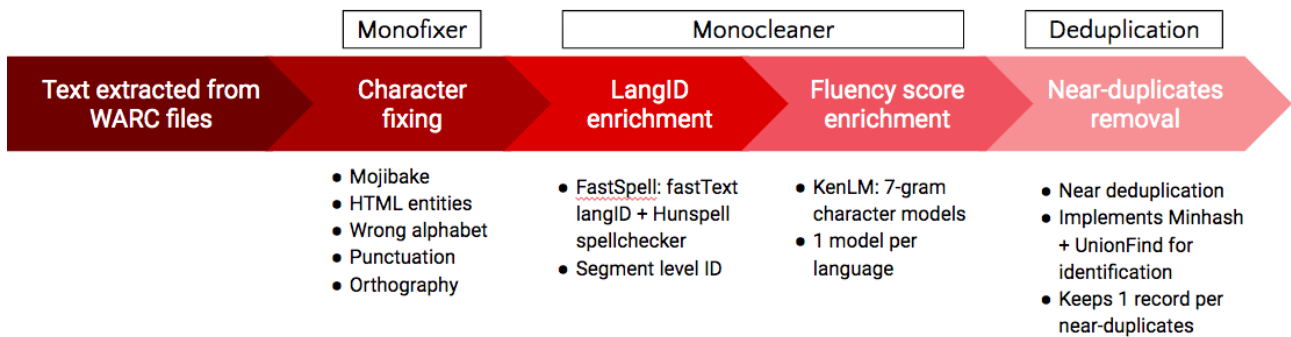 Monofixer
Monocleaner
Deduplication
Text extracted from
WARC files
Character
fixing
LangID
enrichment
Fluency score
enrichment
Near-duplicates
removal
● Mojibake
● HTML entities
● Wrong alphabet
● Punctuation
● Orthography
● FastSpell: fastText
langID + Hunspell
spellchecker
● Segment level ID
● KenLM: 7-gram
character models
● 1 model per
language
● Near deduplication
● Implements Minhash
+ UnionFind for
identification
● Keeps 1 record per
near-duplicates